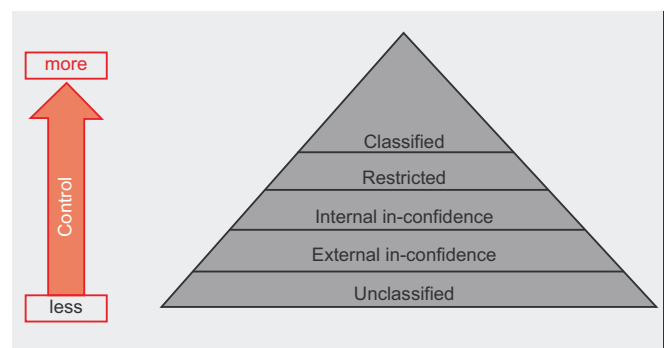 more
Control
less
Classified
Restricted
Internal in-confidence
External in-confidence
Unclassified